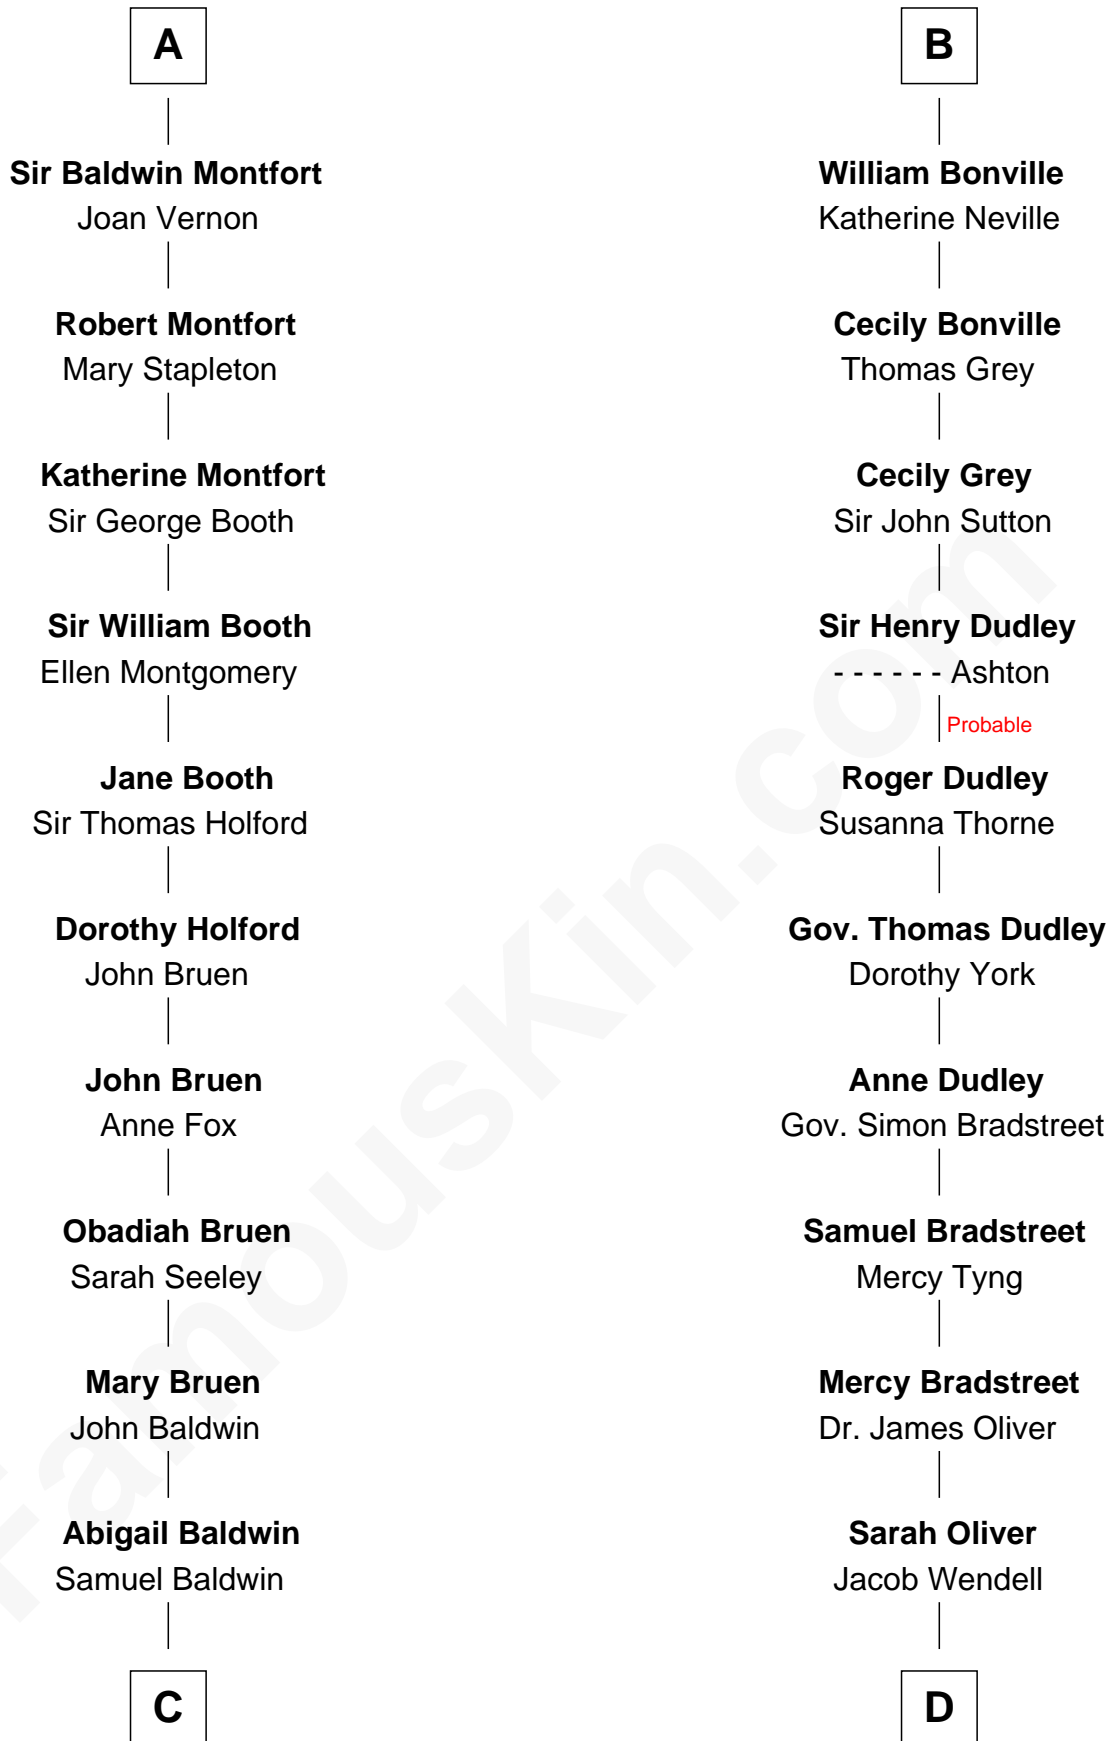 A
Sir Baldwin Montfort
Joan Vernon
Robert Montfort
Mary Stapleton
Katherine Montfort
Sir George Booth
Sir William Booth
Ellen Montgomery
Jane Booth
Sir Thomas Holford
Dorothy Holford
John Bruen
John Bruen
Anne Fox
Obadiah Bruen
Sarah Seeley
Mary Bruen
John Baldwin
Abigail Baldwin
Samuel Baldwin
C
B
William Bonville
Katherine Neville
Cecily Bonville
Thomas Grey
Cecily Grey
Sir John Sutton
Sir Henry Dudley
- - - - - - Ashton
Probable
Roger Dudley
Susanna Thorne
Gov. Thomas Dudley
Dorothy York
Anne Dudley
Gov. Simon Bradstreet
Samuel Bradstreet
Mercy Tyng
Mercy Bradstreet
Dr. James Oliver
Sarah Oliver
Jacob Wendell
D
FamousKin.com